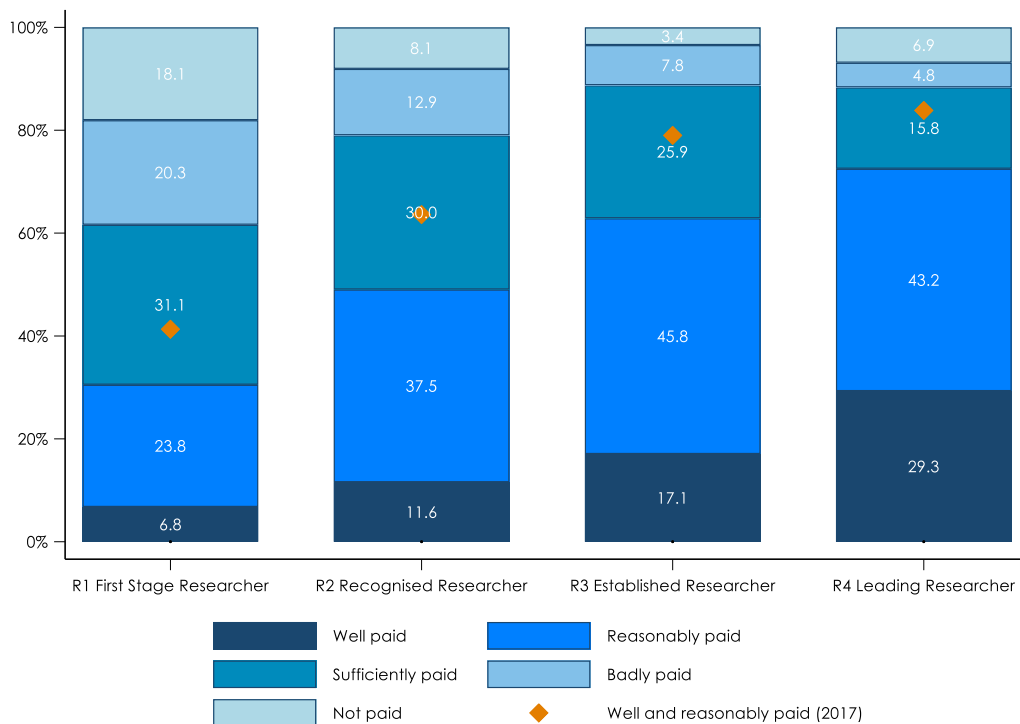 100%
80%
60%
40%
20%
0%
18.1
20.3
31.1
23.8
6.8
8.1
12.9
30.0
37.5
11.6
3.4
7.8
25.9
45.8
17.1
6.9
4.8
15.8
43.2
29.3
R1 First Stage Researcher
R2 Recognised Researcher
R3 Established Researcher
R4 Leading Researcher
Well paid
Reasonably paid
Sufficiently paid
Badly paid
Not paid
Well and reasonably paid (2017)